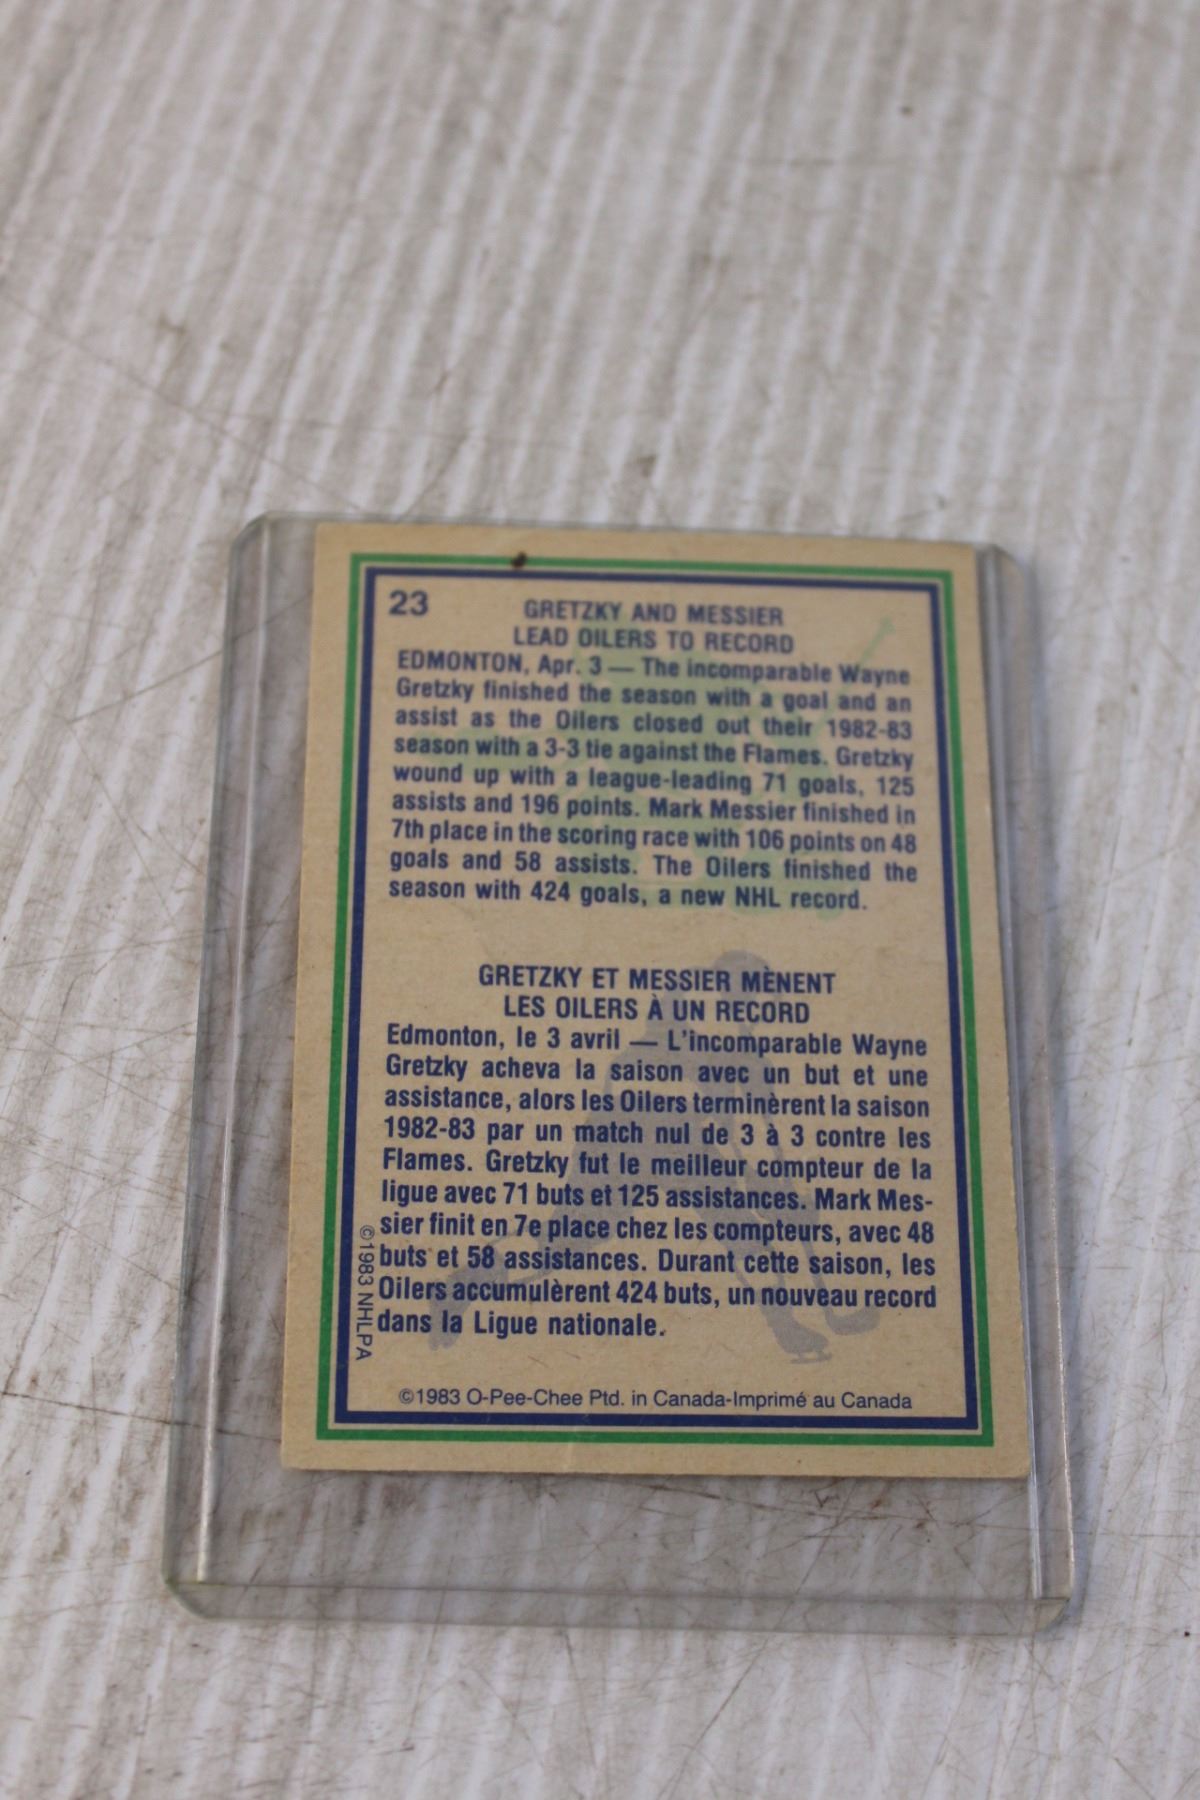 23
GRETZKY AND MESSIER
LEAD OILERS TO RECORD
EDMONTON, Apr. 3 — The incomparable Wayne
Gretzky finished the season with a goal and an
assist as the Oilers closed out their 1982-83
season with a 3-3 tie against the Flames. Gretzky
wound up with a league-leading 71 goals, 125
assists and 196 points. Mark Messier finished in
7th place in the scoring race with 106 points on 48
goals and 58 assists. The Oilers finished the
season with 424 goals, a new NHL record.
GRETZKY ET MESSIER MÈNENT
LES OILERS À UN RECORD
Edmonton, le 3 avril — L'incomparable Wayne
Gretzky acheva la saison avec un but et une
assistance, alors les Oilers terminèrent la saison
1982-83 par un match nul de 3 à 3 contre les
Flames. Gretzky fut le meilleur compteur de la
ligue avec 71 buts et 125 assistances. Mark Mes-
sier finit en 7e place chez les compteurs, avec 48
buts et 58 assistances. Durant cette saison, les
Oilers accumulèrent 424 buts, un nouveau record
dans la Ligue nationale.
©1983 NHLPA
©1983 O-Pee-Chee Ptd. in Canada-Imprimé au Canada